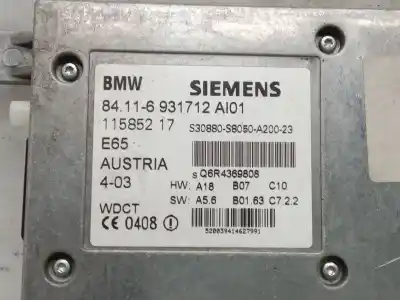 BMW SIEMENS
84.11-6 931712 AI01
115852 17 S30880-S8050-A200-23
E65
AUSTRIA S Q6R4369808
4-03 HW: A18 B07 C10
WDCT SW: A5.6 B01.63 C7.2.2
CE 0408 !
520039414627991